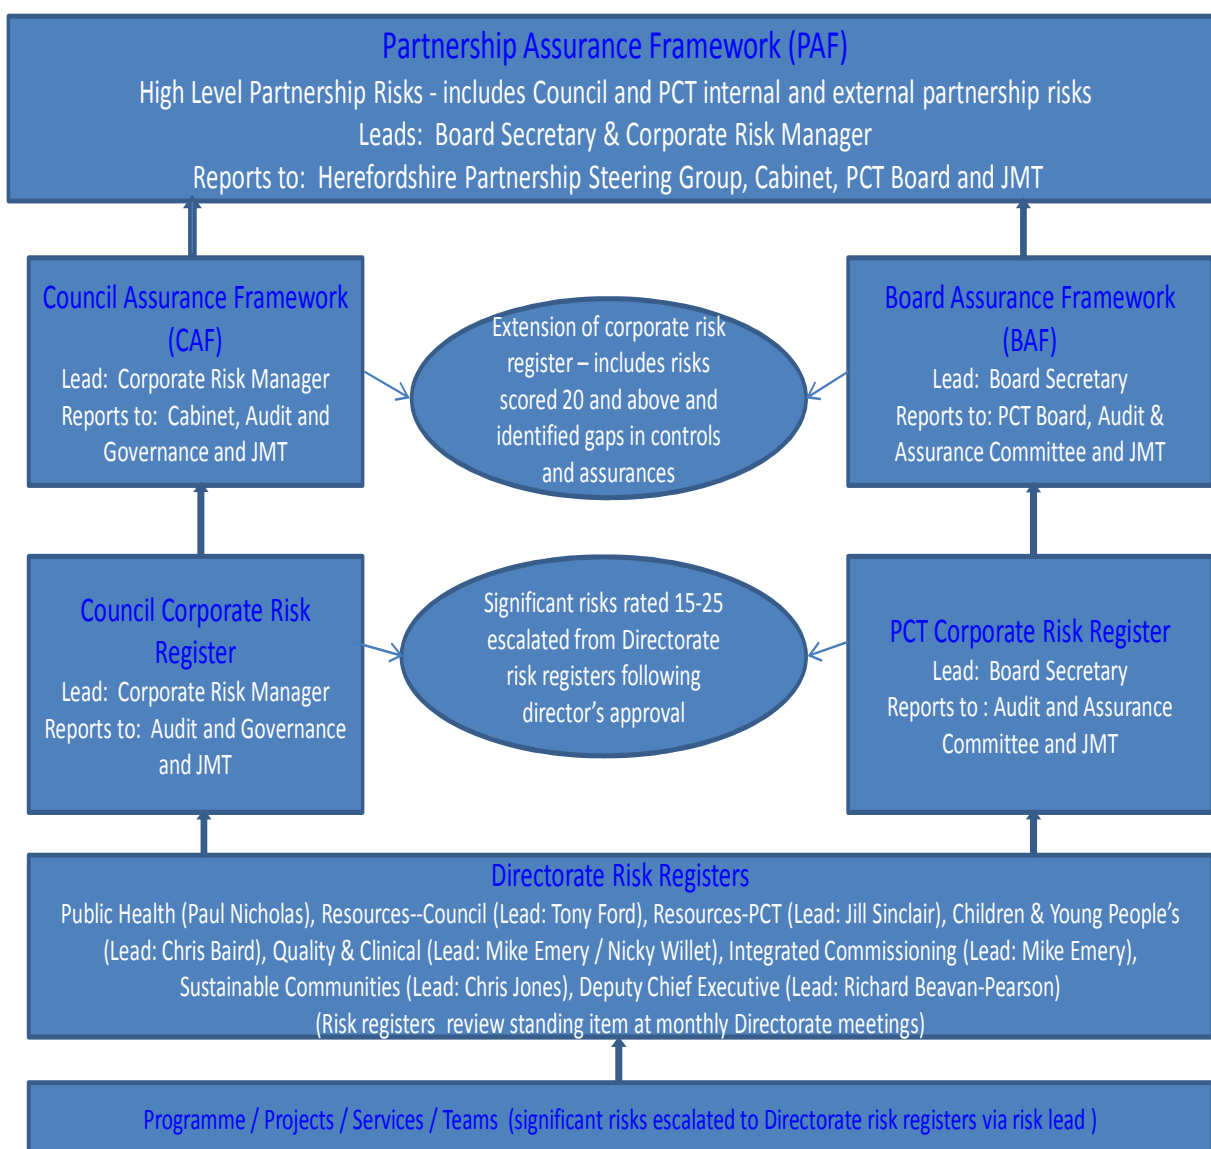 Partnership Assurance Framework (PAF)
High Level Partnership Risks - includes Council and PCT internal and external partnership risks
Leads:  Board Secretary & Corporate Risk Manager
Reports to:  Herefordshire Partnership Steering Group, Cabinet, PCT Board and JMT
Council Assurance Framework
(CAF)
Lead:  Corporate Risk Manager
Reports to:  Cabinet, Audit and
Governance and JMT
Extension of corporate risk
register – includes risks
scored 20 and above and
identified gaps in controls
and assurances
Board Assurance Framework
(BAF)
Lead:  Board Secretary
Reports to: PCT Board, Audit &
Assurance Committee and JMT
Council Corporate Risk
Register
Lead:  Corporate Risk Manager
Reports to:  Audit and Governance
and JMT
Significant risks rated 15-25
escalated from Directorate
risk registers following
director’s approval
PCT Corporate Risk Register
Lead:  Board Secretary
Reports to : Audit and Assurance
Committee and JMT
Directorate Risk Registers
Public Health (Paul Nicholas), Resources--Council (Lead: Tony Ford), Resources-PCT (Lead: Jill Sinclair), Children & Young People’s
(Lead: Chris Baird), Quality & Clinical (Lead: Mike Emery / Nicky Willet), Integrated Commissioning (Lead: Mike Emery),
Sustainable Communities (Lead: Chris Jones), Deputy Chief Executive (Lead: Richard Beavan-Pearson)
(Risk registers  review standing item at monthly Directorate meetings)
Programme / Projects / Services / Teams  (significant risks escalated to Directorate risk registers via risk lead )